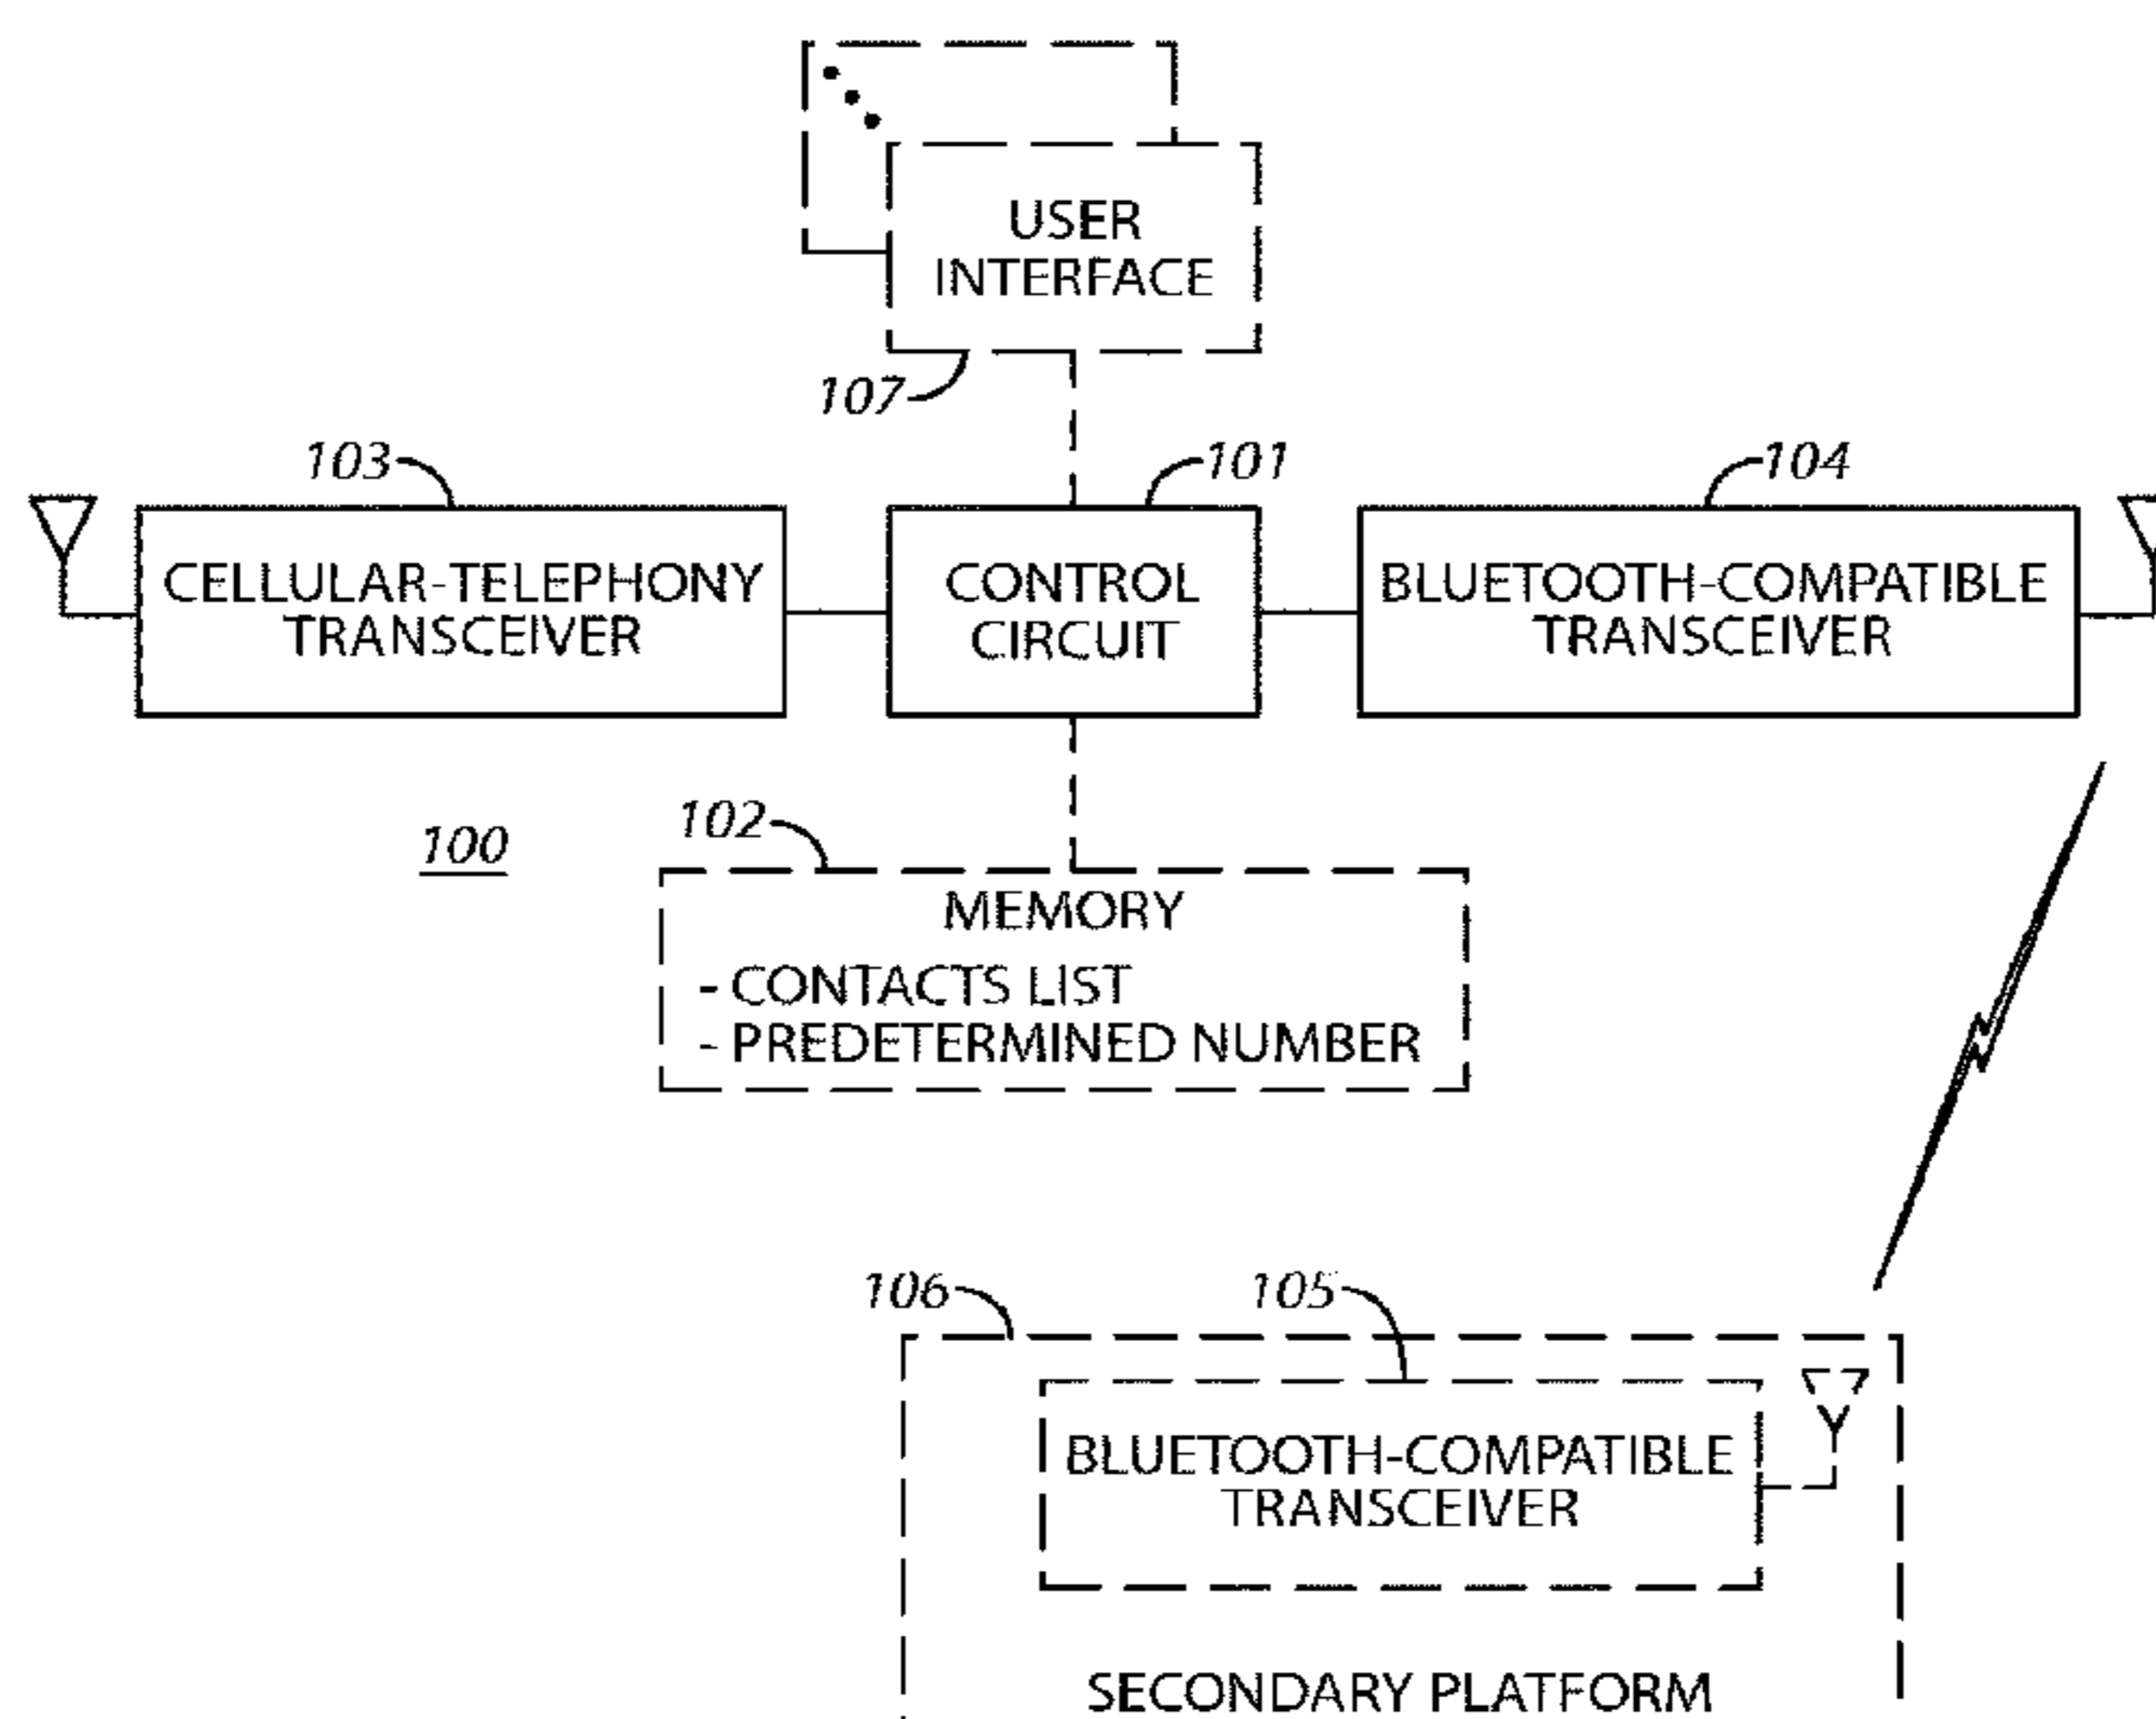 USER
INTERFACE
107
103
101
104
CELLULAR-TELEPHONY
TRANSCEIVER
CONTROL
CIRCUIT
BLUETOOTH-COMPATIBLE
TRANSCEIVER
102
100
MEMORY
- CONTACTS LIST
- PREDETERMINED NUMBER
106
105
BLUETOOTH-COMPATIBLE
TRANSCEIVER
SECONDARY PLATFORM